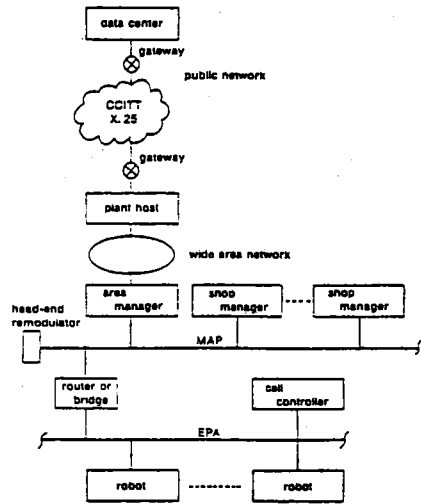 data center
gateway
public network
CCITT
X. 25
gateway
plant host
wide area network
area
manager
shop
manager
shop
manager
head-end
remodulator
MAP
router or
bridge
cell
controller
EPA
robot
robot